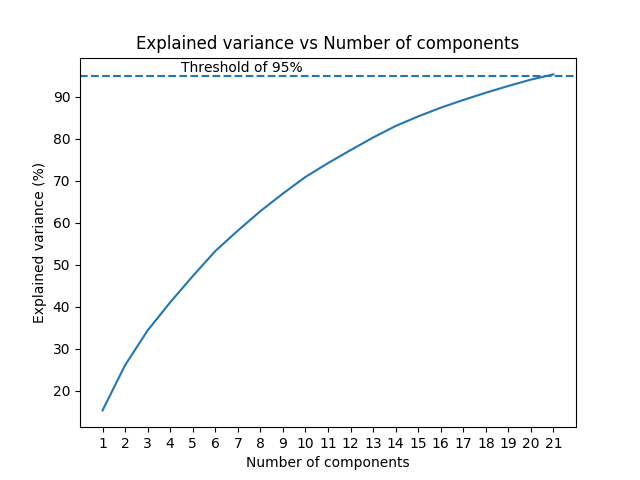 Explained variance vs Number of components
Threshold of 95%
90
80
70
60
50
40
30
20
Explained variance (%)
1 2 3 4 5 6 7 8 9 10 11 12 13 14 15 16 17 18 19 20 21
Number of components